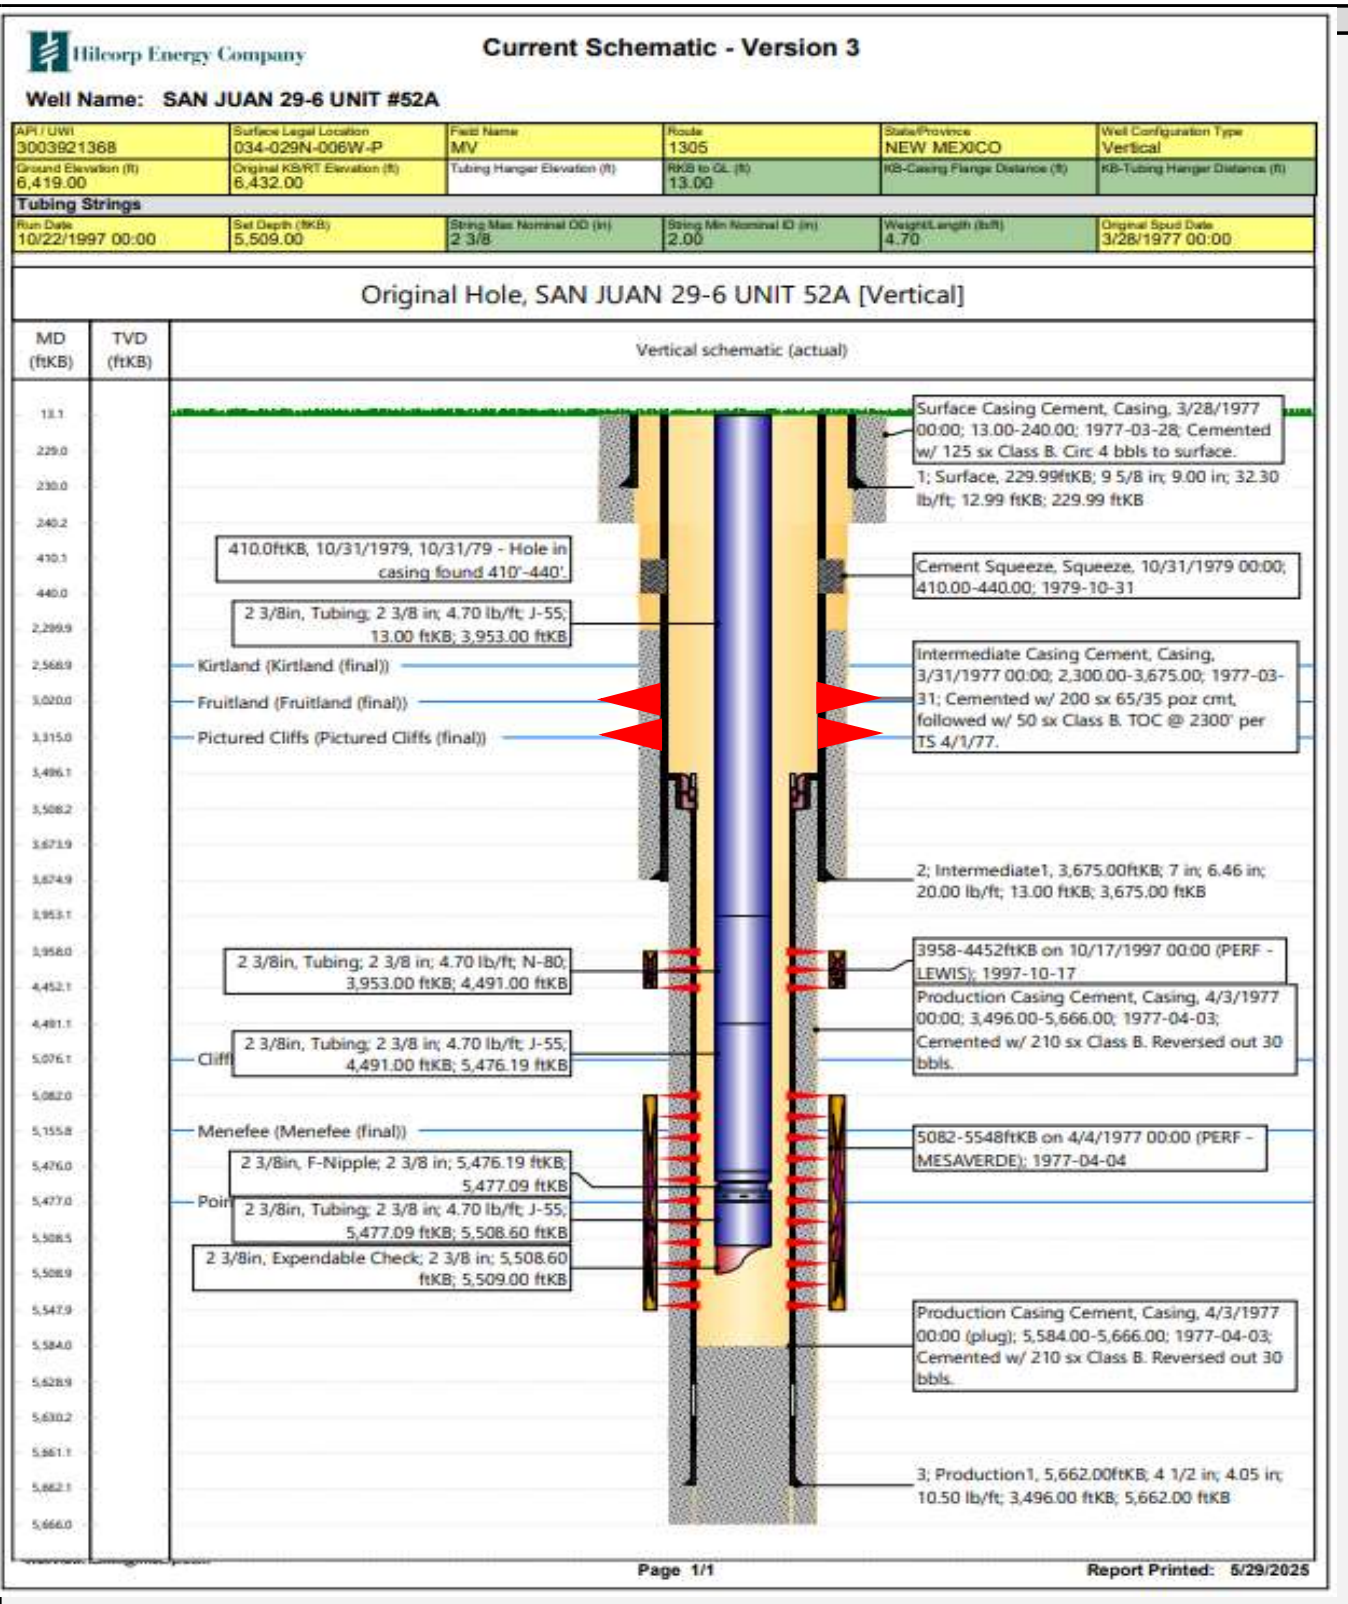 Hilcorp Energy Company
Current Schematic - Version 3
Well Name: SAN JUAN 29-6 UNIT #52A
API / UWI
3003921368
Surface Legal Location
034-029N-006W-P
Field Name
MV
Route
1305
State/Province
NEW MEXICO
Well Configuration Type
Vertical
Ground Elevation (ft)
6,419.00
Original KB/RT Elevation (ft)
6,432.00
Tubing Hanger Elevation (ft)
RKB to GL (ft)
13.00
KB-Casing Flange Distance (ft)
KB-Tubing Hanger Distance (ft)
Tubing Strings
Run Date
10/22/1997 00:00
Set Depth (ftKB)
5,509.00
String Max Nominal OD (in)
2 3/8
String Min Nominal ID (in)
2.00
Weight/Length (lb/ft)
4.70
Original Spud Date
3/28/1977 00:00
Original Hole, SAN JUAN 29-6 UNIT 52A [Vertical]
MD
(ftKB)
TVD
(ftKB)
Vertical schematic (actual)
13.1
229.0
230.0
240.2
410.1
440.0
2,299.9
2,568.9
3,020.0
3,315.0
3,496.1
3,508.2
3,673.9
3,674.9
3,953.1
3,958.0
4,452.1
4,491.1
5,076.1
5,082.0
5,155.8
5,476.0
5,477.0
5,508.5
5,508.9
5,547.9
5,584.0
5,628.9
5,630.2
5,661.1
5,662.1
5,666.0
410.0ftKB, 10/31/1979, 10/31/79 - Hole in
casing found 410'-440'.
2 3/8in, Tubing; 2 3/8 in; 4.70 lb/ft; J-55;
13.00 ftKB; 3,953.00 ftKB
Kirtland (Kirtland (final))
Fruitland (Fruitland (final))
Pictured Cliffs (Pictured Cliffs (final))
2 3/8in, Tubing; 2 3/8 in; 4.70 lb/ft; N-80;
3,953.00 ftKB; 4,491.00 ftKB
2 3/8in, Tubing; 2 3/8 in; 4.70 lb/ft; J-55;
4,491.00 ftKB; 5,476.19 ftKB
Cliff
Menefee (Menefee (final))
2 3/8in, F-Nipple; 2 3/8 in; 5,476.19 ftKB;
5,477.09 ftKB
Poin
2 3/8in, Tubing; 2 3/8 in; 4.70 lb/ft; J-55;
5,477.09 ftKB; 5,508.60 ftKB
2 3/8in, Expendable Check; 2 3/8 in; 5,508.60
ftKB; 5,509.00 ftKB
Surface Casing Cement, Casing, 3/28/1977
00:00; 13.00-240.00; 1977-03-28; Cemented
w/ 125 sx Class B. Circ 4 bbls to surface.
1; Surface, 229.99ftKB; 9 5/8 in; 9.00 in; 32.30
lb/ft; 12.99 ftKB; 229.99 ftKB
Cement Squeeze, Squeeze, 10/31/1979 00:00;
410.00-440.00; 1979-10-31
Intermediate Casing Cement, Casing,
3/31/1977 00:00; 2,300.00-3,675.00; 1977-03-
31; Cemented w/ 200 sx 65/35 poz cmt,
followed w/ 50 sx Class B. TOC @ 2300' per
TS 4/1/77.
2; Intermediate1, 3,675.00ftKB; 7 in; 6.46 in;
20.00 lb/ft; 13.00 ftKB; 3,675.00 ftKB
3958-4452ftKB on 10/17/1997 00:00 (PERF -
LEWIS); 1997-10-17
Production Casing Cement, Casing, 4/3/1977
00:00; 3,496.00-5,666.00; 1977-04-03;
Cemented w/ 210 sx Class B. Reversed out 30
bbls.
5082-5548ftKB on 4/4/1977 00:00 (PERF -
MESAVERDE); 1977-04-04
Production Casing Cement, Casing, 4/3/1977
00:00 (plug); 5,584.00-5,666.00; 1977-04-03;
Cemented w/ 210 sx Class B. Reversed out 30
bbls.
3; Production1, 5,662.00ftKB; 4 1/2 in; 4.05 in;
10.50 lb/ft; 3,496.00 ftKB; 5,662.00 ftKB
Page 1/1
Report Printed: 5/29/2025